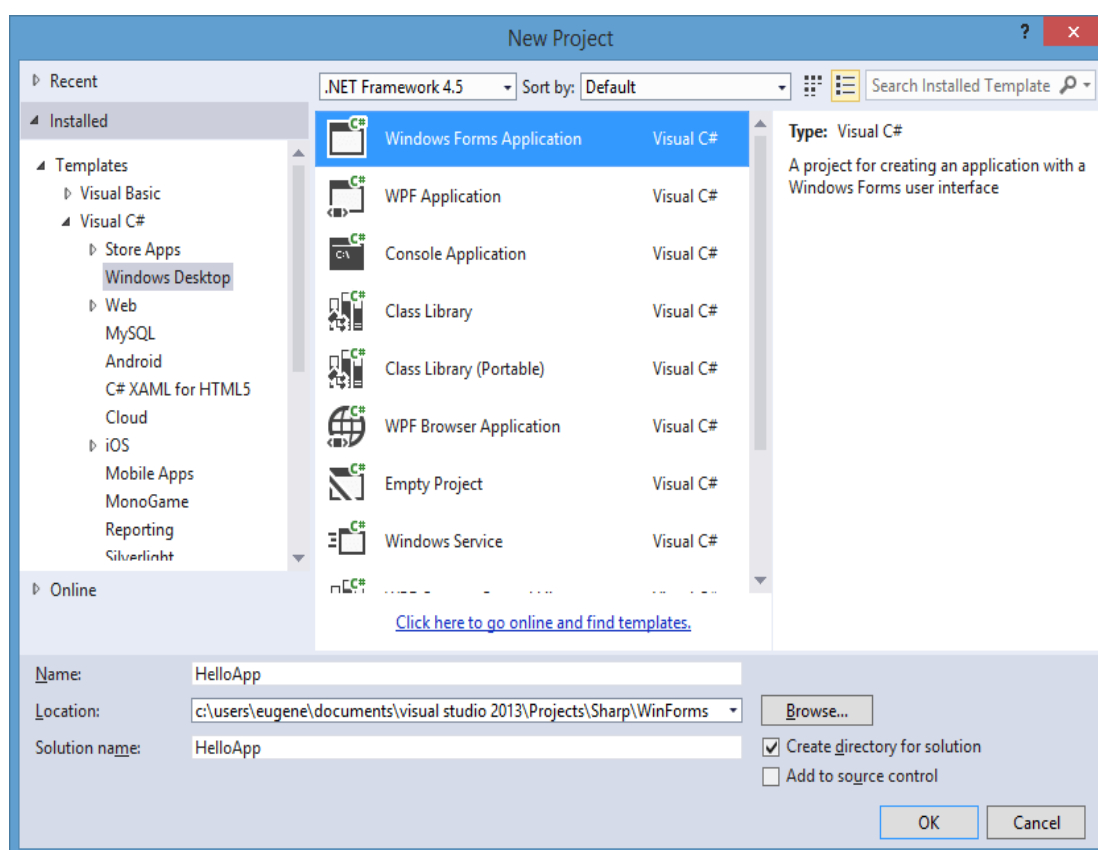 New Project
?
x
Recent
.NET Framework 4.5
Sort by: Default
Search Installed Template
Installed
Templates
Visual Basic
Visual C#
Store Apps
Windows Desktop
Web
MySQL
Android
C# XAML for HTML5
Cloud
iOS
Mobile Apps
MonoGame
Reporting
Silverlight
Online
C# Windows Forms Application Visual C#
C# WPF Application Visual C#
C# C:\ Console Application Visual C#
C# Class Library Visual C#
C# Class Library (Portable) Visual C#
C# WPF Browser Application Visual C#
C# Empty Project Visual C#
C# Windows Service Visual C#
C#
Click here to go online and find templates.
Type: Visual C#
A project for creating an application with a
Windows Forms user interface
Name: HelloApp
Location: c:\users\eugene\documents\visual studio 2013\Projects\Sharp\WinForms Browse...
Solution name: HelloApp
Create directory for solution
Add to source control
OK Cancel